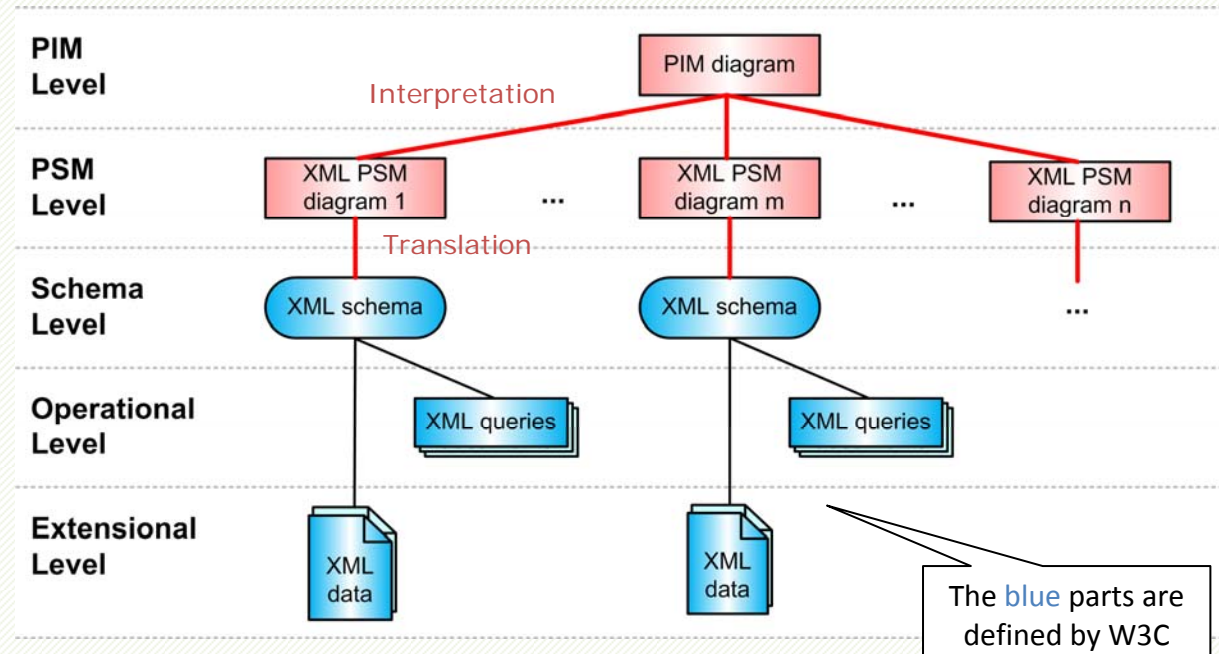 PIM
Level
PIM diagram
Interpretation
PSM
Level
XML PSM
diagram 1
...
XML PSM
diagram m
...
XML PSM
diagram n
Translation
Schema
Level
XML schema
XML schema
...
Operational
Level
XML queries
XML queries
Extensional
Level
XML
data
XML
data
The blue parts are
defined by W3C